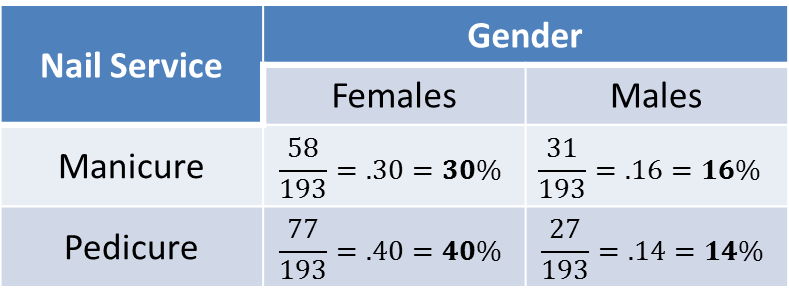 Nail Service
Gender
Females
Males
Manicure
58/193 = .30 = 30%
31/193 = .16 = 16%
Pedicure
77/193 = .40 = 40%
27/193 = .14 = 14%